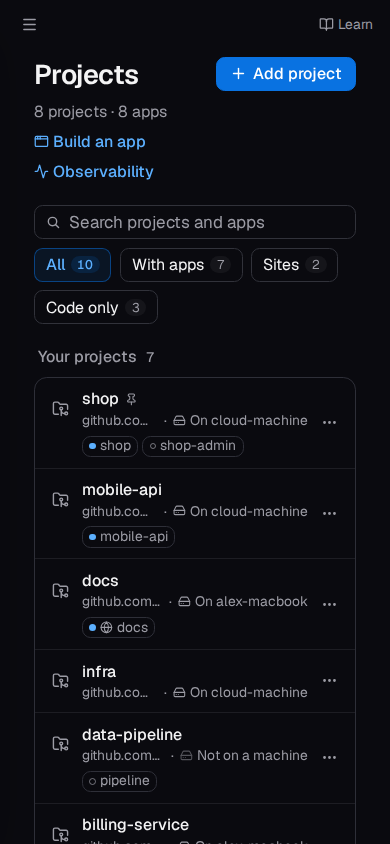 Learn
Projects
Add project
8 projects · 8 apps
Build an app
Observability
Search projects and apps
All 10
With apps 7
Sites 2
Code only 3
Your projects 7
shop
github.co… · On cloud-machine
shop shop-admin
mobile-api
github.co… · On cloud-machine
mobile-api
docs
github.com… · On alex-macbook
docs
infra
github.co… · On cloud-machine
data-pipeline
github.com… · Not on a machine
pipeline
billing-service